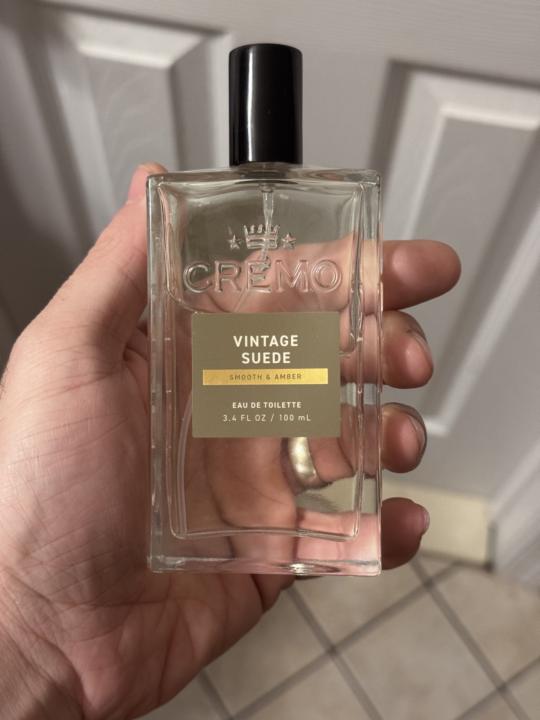 CREMO
VINTAGE
SUEDE
SMOOTH & AMBER
EAU DE TOILETTE
3.4 FL OZ / 100 mL